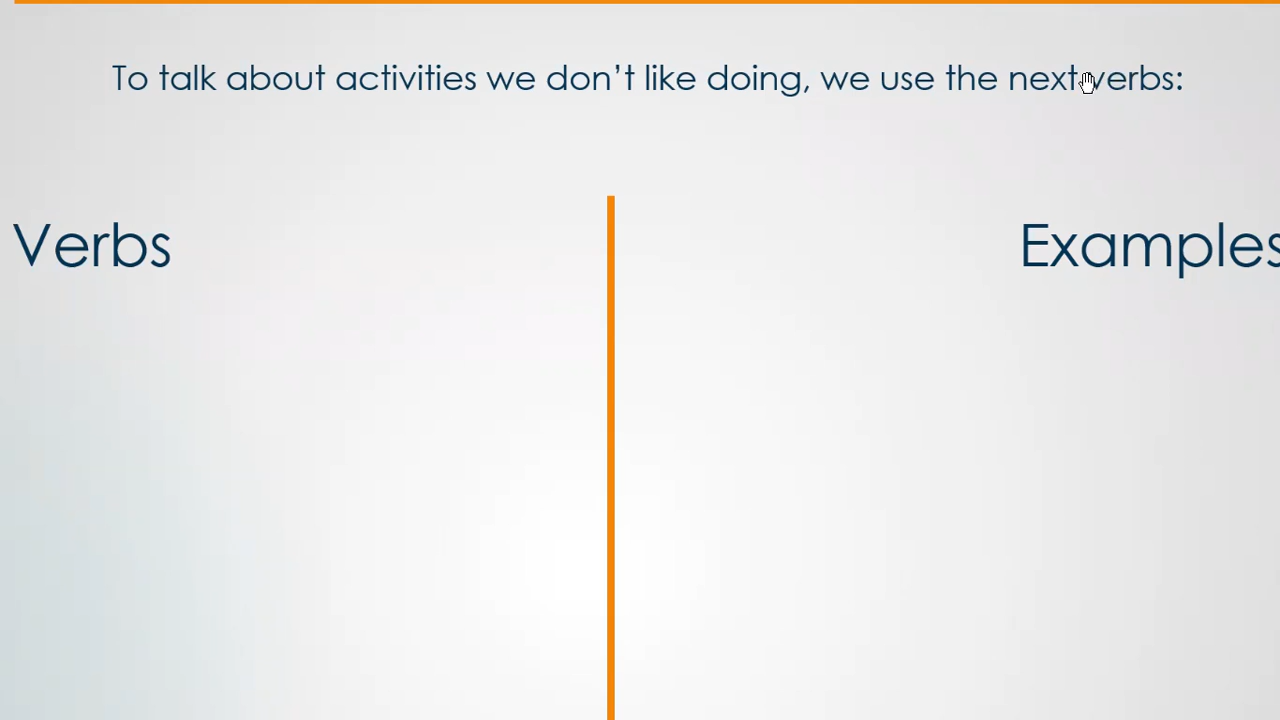 To talk about activities we don’t like doing, we use the next verbs:
Verbs
Examples